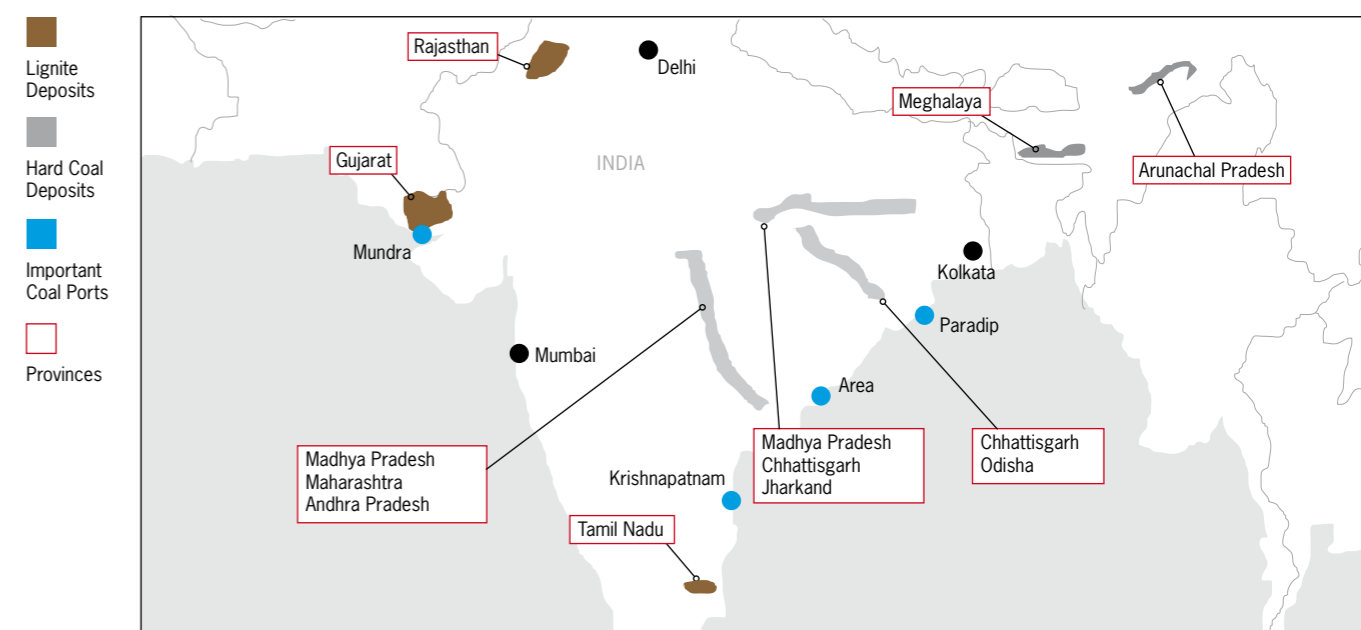 Lignite
Deposits
Hard Coal
Deposits
Important
Coal Ports
Provinces
Rajasthan
Delhi
Meghalaya
Arunachal Pradesh
Gujarat
INDIA
Mundra
Kolkata
Paradip
Mumbai
Area
Madhya Pradesh
Maharashtra
Andhra Pradesh
Madhya Pradesh
Chhattisgarh
Jharkand
Chhattisgarh
Odisha
Krishnapatnam
Tamil Nadu